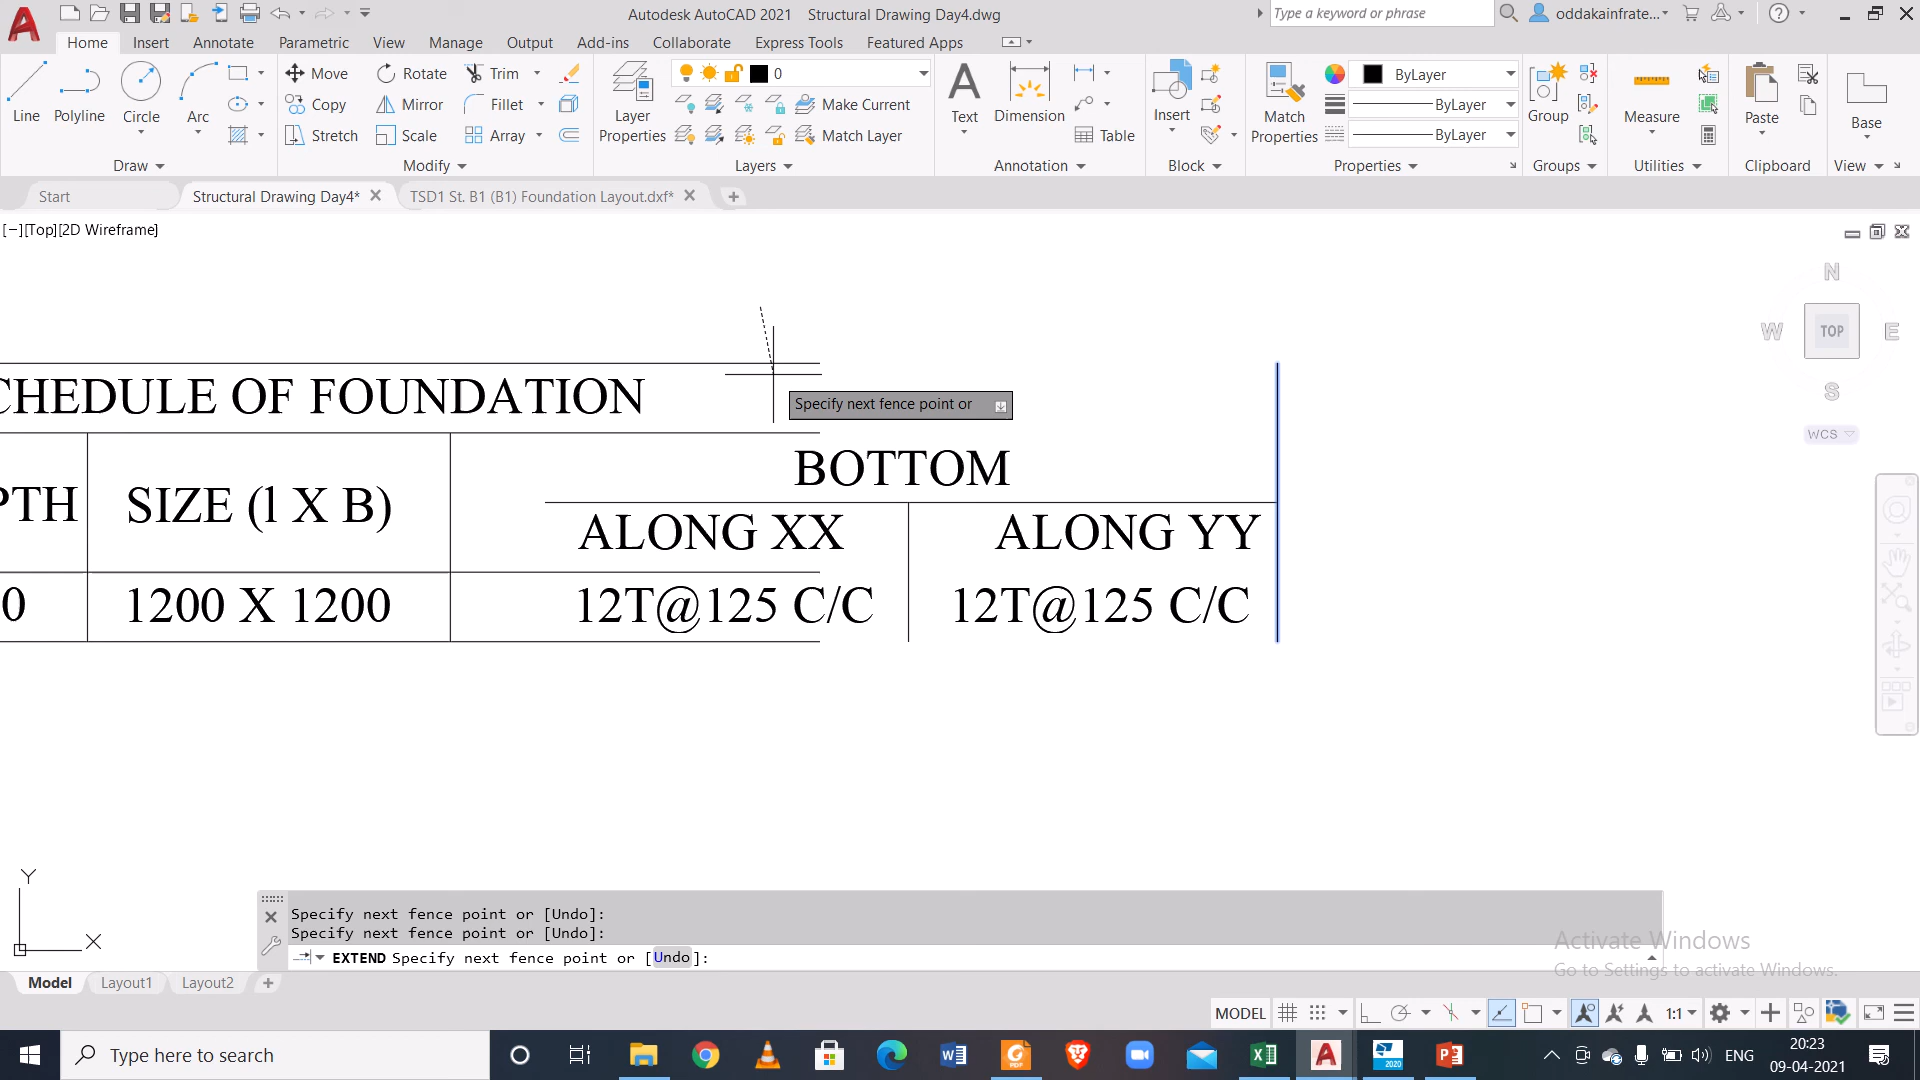 Autodesk AutoCAD 2021 Structural Drawing Day4.dwg
Type a keyword or phrase
oddakainfrate...
Home Insert Annotate Parametric View Manage Output Add-ins Collaborate Express Tools Featured Apps
Line Polyline Circle Arc
Move Rotate Trim
Copy Mirror Fillet
Stretch Scale Array
Layer Properties
0
Make Current
Match Layer
Text Dimension
Table
Insert
Match Properties
ByLayer
ByLayer
ByLayer
Group
Measure
Paste
Base
Draw Modify Layers Annotation Block Properties Groups Utilities Clipboard View
Start Structural Drawing Day4* TSD1 St. B1 (B1) Foundation Layout.dxf*
[−][Top][2D Wireframe]
N
W TOP E
S
WCS
CHEDULE OF FOUNDATION
Specify next fence point or
BOTTOM
PTH SIZE (l X B)
ALONG XX ALONG YY
0 1200 X 1200 12T@125 C/C 12T@125 C/C
Y
X
Specify next fence point or [Undo]:
Specify next fence point or [Undo]:
EXTEND Specify next fence point or [Undo]:
Activate Windows
Go to Settings to activate Windows.
Model Layout1 Layout2
MODEL 1:1
Type here to search
PDF
2020
ENG
20:23
09-04-2021